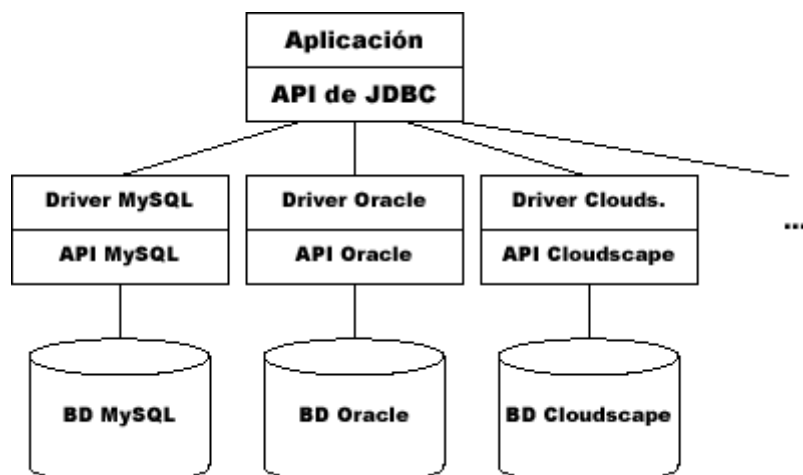 Aplicación
API de JDBC
Driver MySQL
API MySQL
Driver Oracle
API Oracle
Driver Clouds.
API Cloudscape
...
BD MySQL
BD Oracle
BD Cloudscape